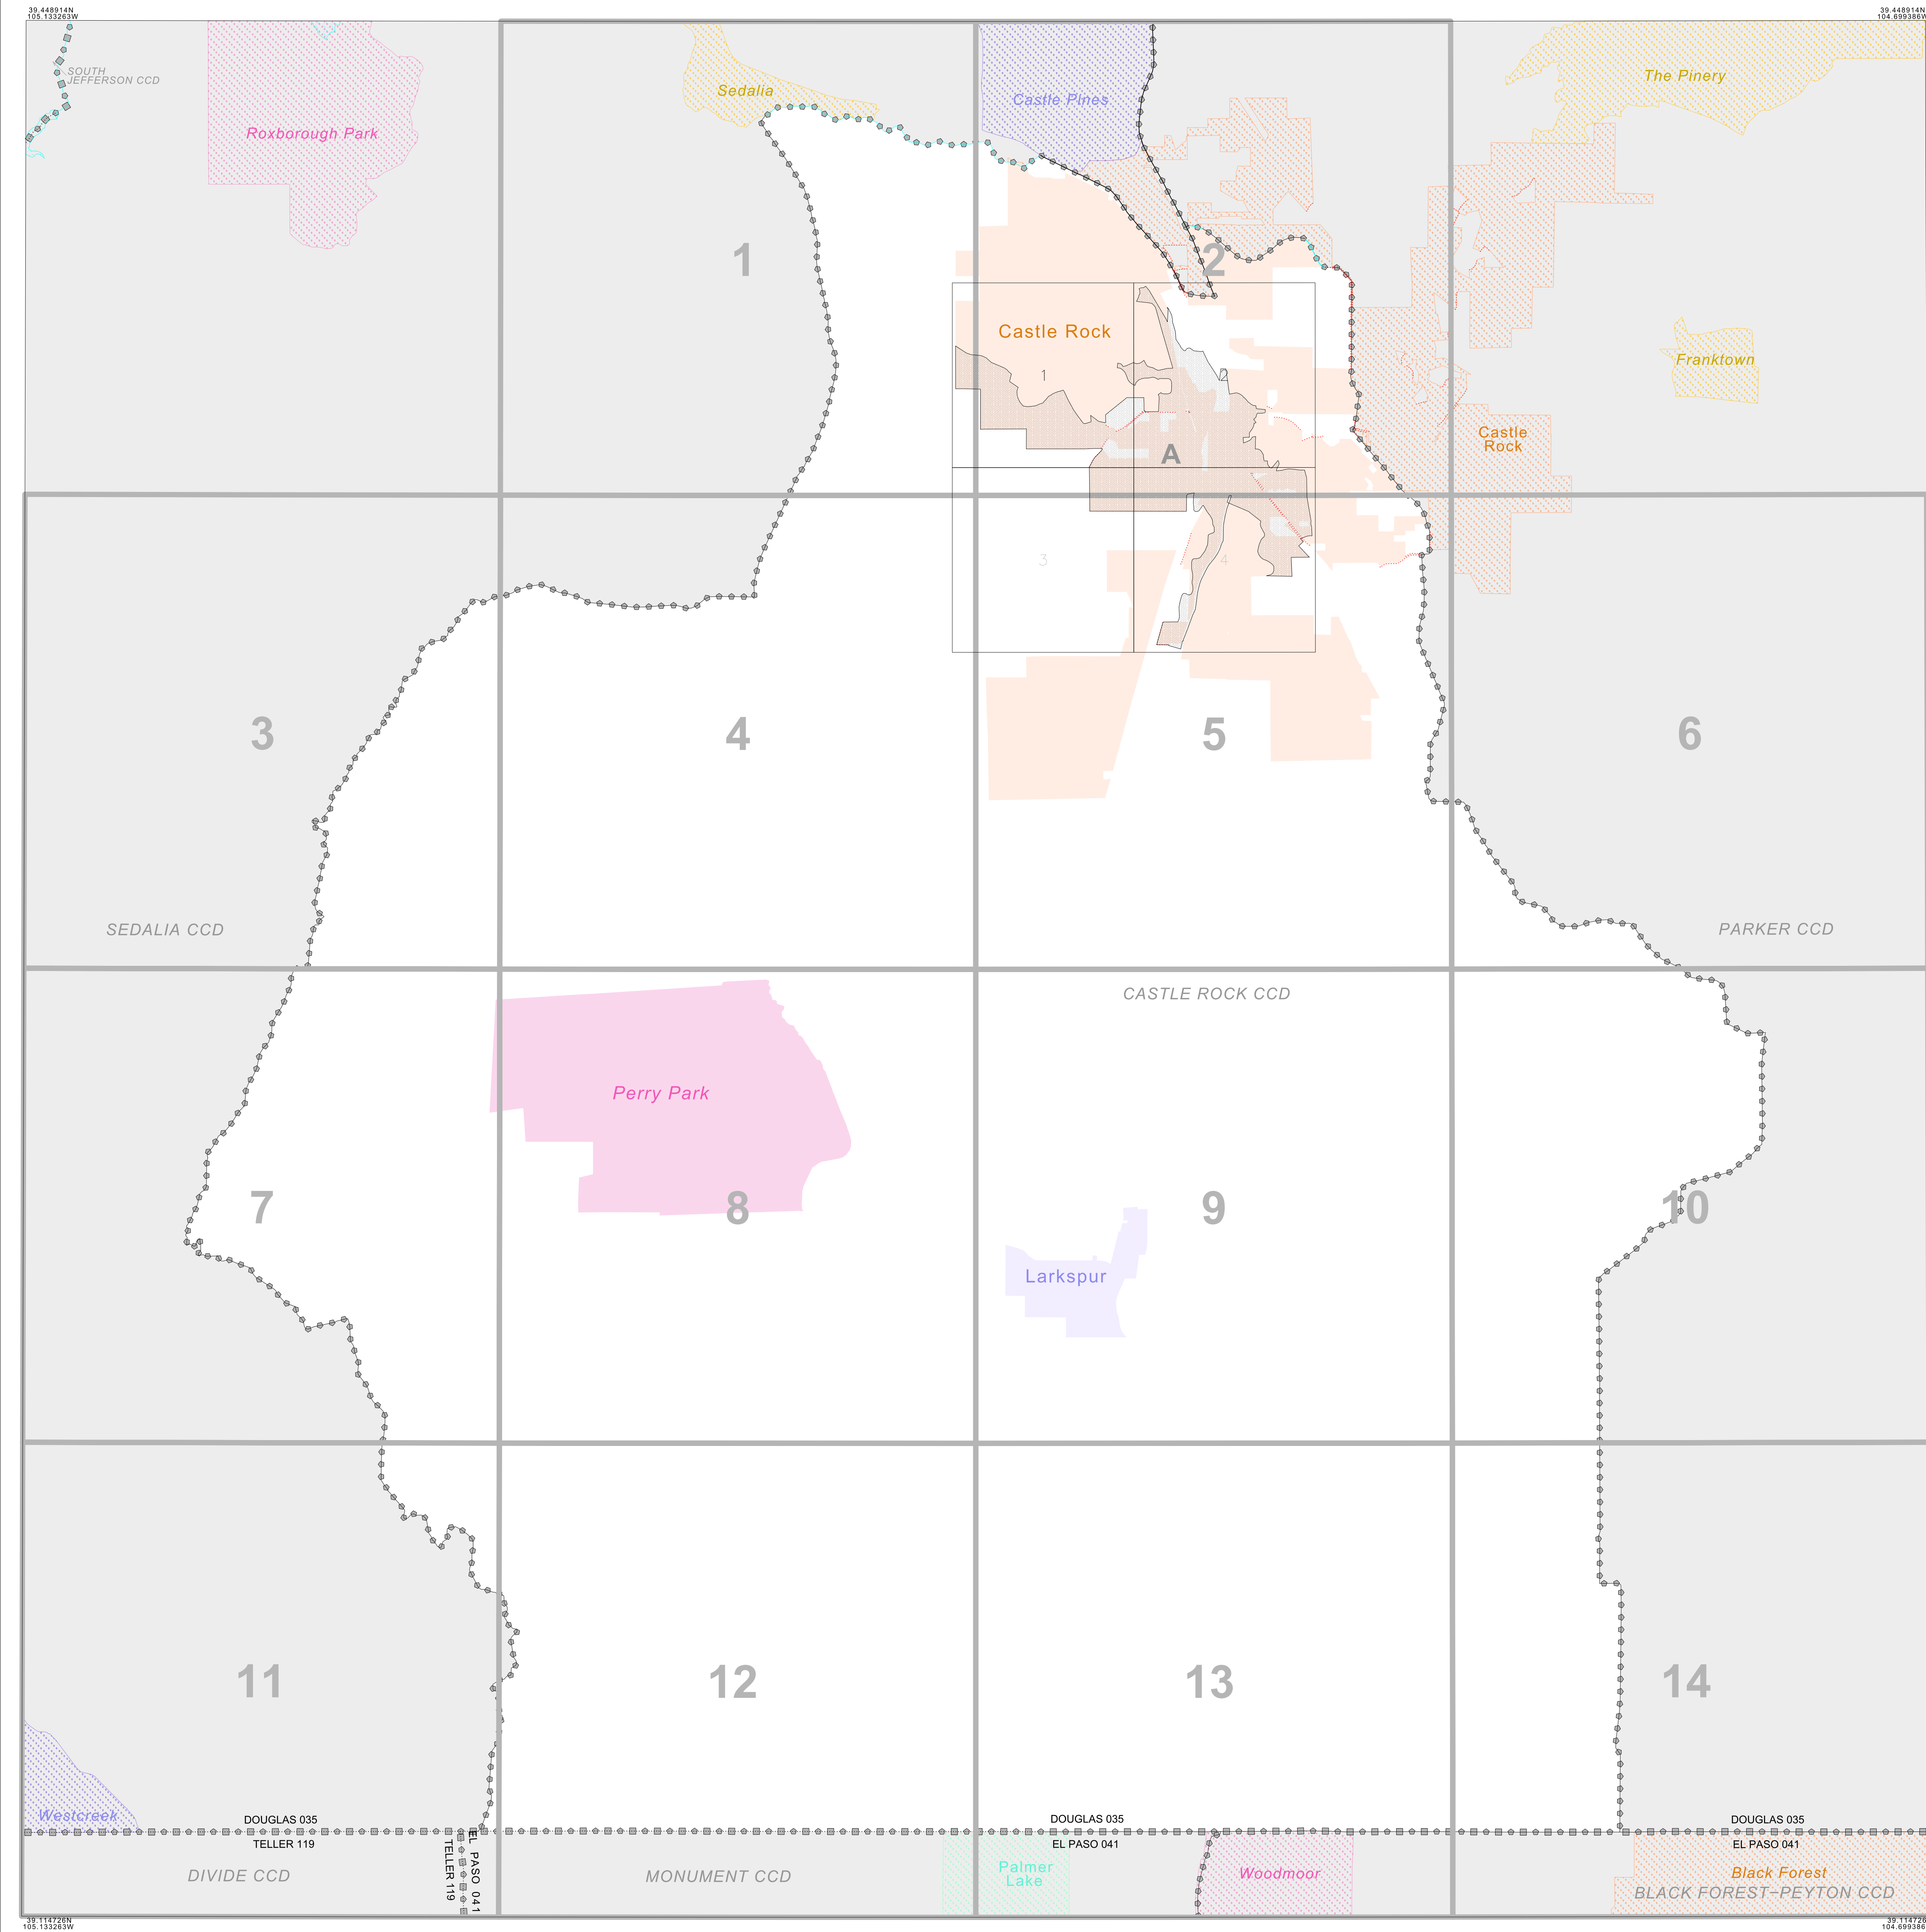 39.448914N
105.133263W
39.448914N
104.699386W
SOUTH
JEFFERSON CCD
Roxborough Park
Sedalia
Castle Pines
The Pinery
1
2
Castle Rock
1
2
Franktown
Castle
Rock
A
3
4
3
4
5
6
SEDALIA CCD
PARKER CCD
CASTLE ROCK CCD
Perry Park
7
8
9
10
Larkspur
11
12
13
14
Westcreek
DOUGLAS 035
TELLER 119
EL PASO 041
TELLER 119
DOUGLAS 035
EL PASO 041
DOUGLAS 035
EL PASO 041
DIVIDE CCD
MONUMENT CCD
Palmer
Lake
Woodmoor
Black Forest
BLACK FOREST-PEYTON CCD
39.114726N
105.133263W
39.114726
104.699386